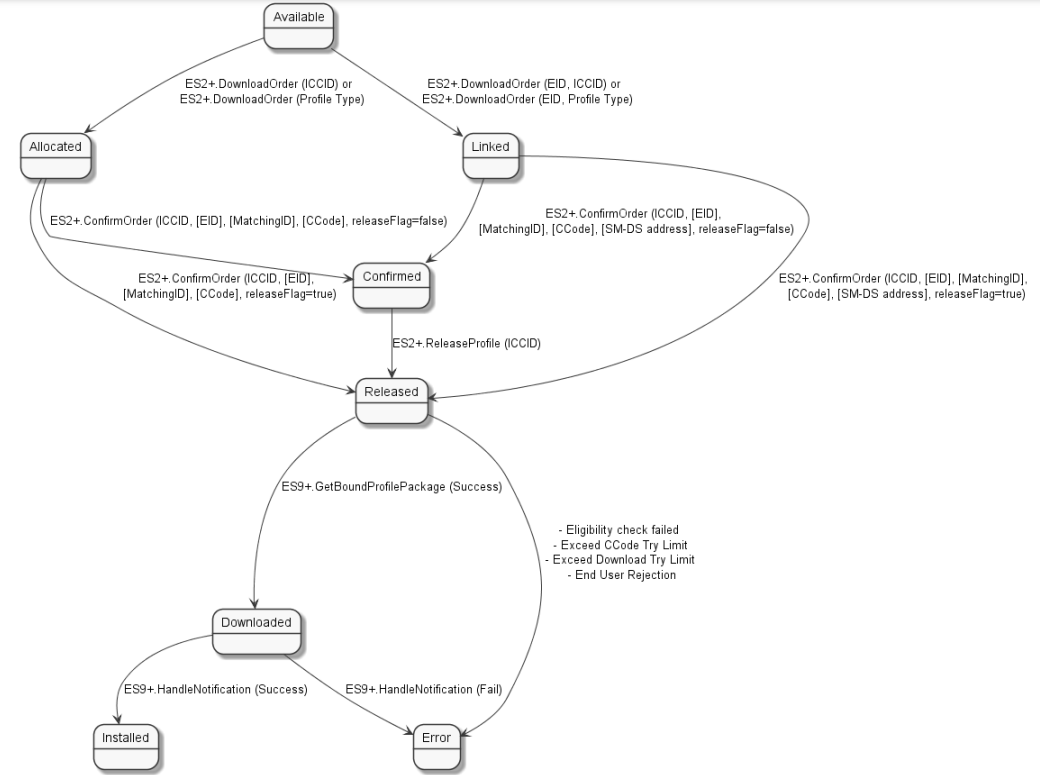 Available
ES2+.DownloadOrder (ICCID) or
ES2+.DownloadOrder (Profile Type)
ES2+.DownloadOrder (EID, ICCID) or
ES2+.DownloadOrder (EID, Profile Type)
Allocated
Linked
ES2+.ConfirmOrder (ICCID, [EID], [MatchingID], [CCode], releaseFlag=false)
ES2+.ConfirmOrder (ICCID, [EID],
[MatchingID], [CCode], [SM-DS address], releaseFlag=false)
ES2+.ConfirmOrder (ICCID, [EID],
[MatchingID], [CCode], releaseFlag=true)
Confirmed
ES2+.ConfirmOrder (ICCID, [EID], [MatchingID],
[CCode], [SM-DS address], releaseFlag=true)
ES2+.ReleaseProfile (ICCID)
Released
ES9+.GetBoundProfilePackage (Success)
- Eligibility check failed
- Exceed CCode Try Limit
- Exceed Download Try Limit
- End User Rejection
Downloaded
ES9+.HandleNotification (Success)
ES9+.HandleNotification (Fail)
Installed
Error